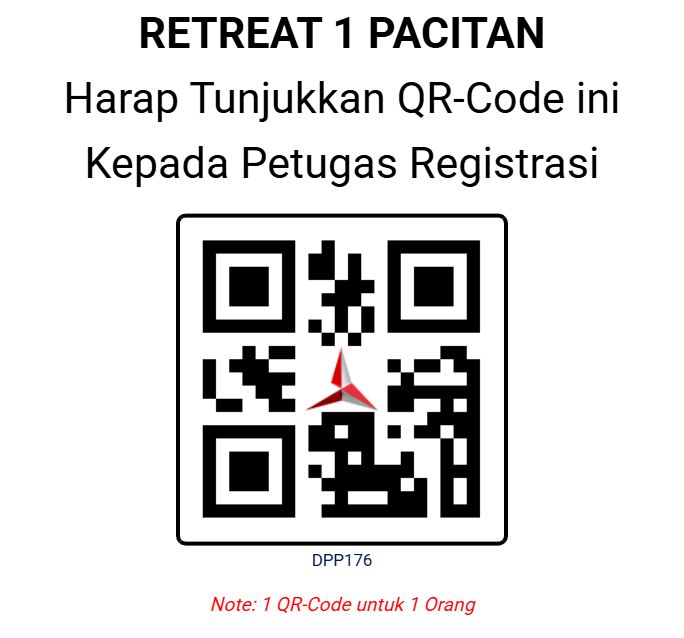 RETREAT 1 PACITAN
Harap Tunjukkan QR-Code ini
Kepada Petugas Registrasi
DPP176
Note: 1 QR-Code untuk 1 Orang